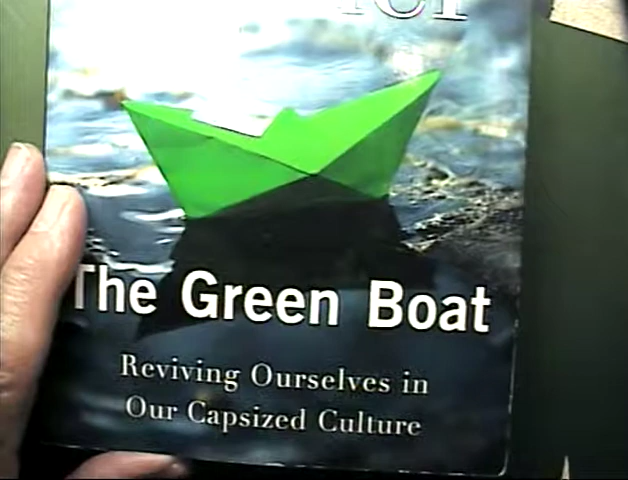 The Green Boat
Reviving Ourselves in
Our Capsized Culture